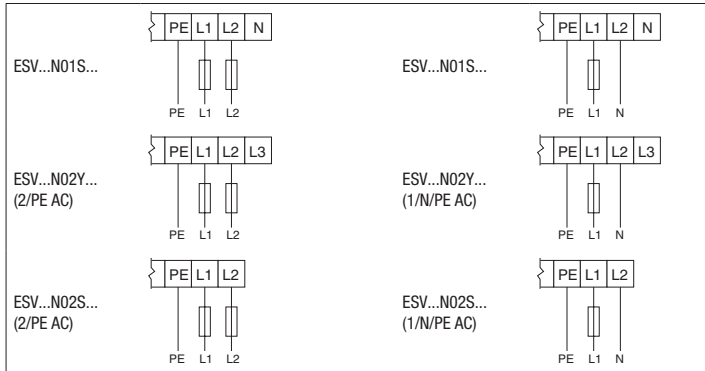 PE L1 L2 N
ESV...N01S...
PE L1 L2
PE L1 L2 N
ESV...N01S...
PE L1 N
PE L1 L2 L3
ESV...N02Y...
(2/PE AC)
PE L1 L2
PE L1 L2 L3
ESV...N02Y...
(1/N/PE AC)
PE L1 N
PE L1 L2
ESV...N02S...
(2/PE AC)
PE L1 L2
PE L1 L2
ESV...N02S...
(1/N/PE AC)
PE L1 N